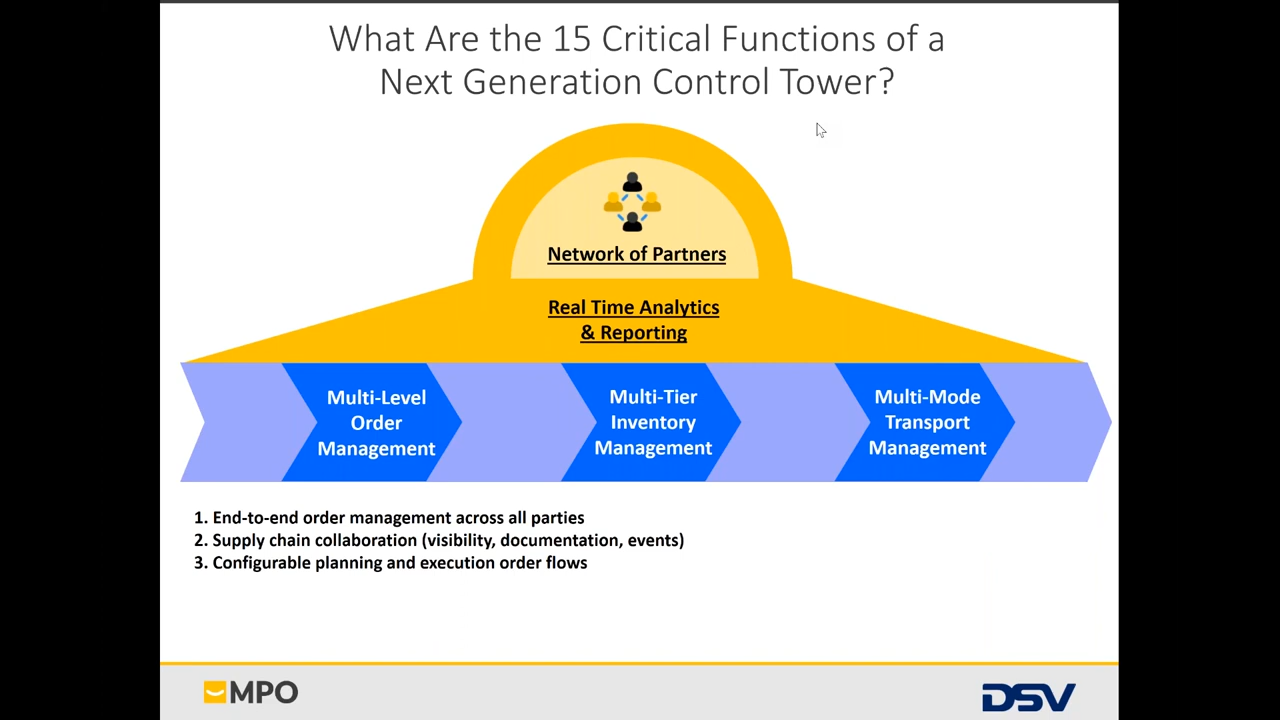 What Are the 15 Critical Functions of a
Next Generation Control Tower?
Network of Partners
Real Time Analytics
& Reporting
Multi-Level
Order
Management
Multi-Tier
Inventory
Management
Multi-Mode
Transport
Management
1. End-to-end order management across all parties
2. Supply chain collaboration (visibility, documentation, events)
3. Configurable planning and execution order flows
MPO
DSV